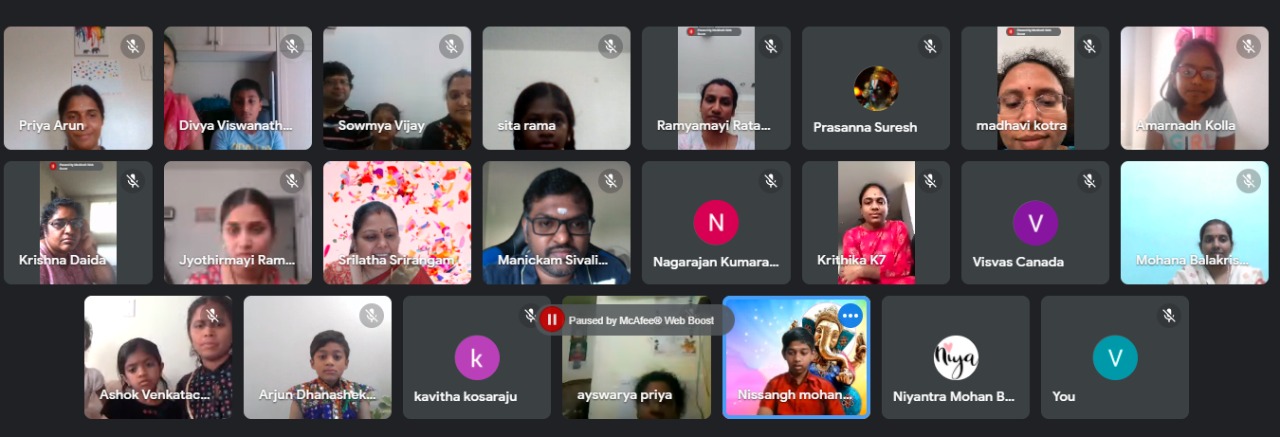 Priya Arun
Divya Viswanath...
Sowmya Vijay
sita rama
Ramyamayi Rata...
Prasanna Suresh
madhavi kotra
Amarnadh Kolla
Krishna Daida
Jyothirmayi Ram...
Srilatha Srirangam
Manickam Sivali...
N
Nagarajan Kumara...
Krithika K7
V
Visvas Canada
Mohana Balakris...
Ashok Venkatac...
Arjun Dhanashek...
k
kavitha kosaraju
Paused by McAfee® Web Boost
ayswarya priya
Nissangh mohan...
Niya
Niyantra Mohan B...
V
You